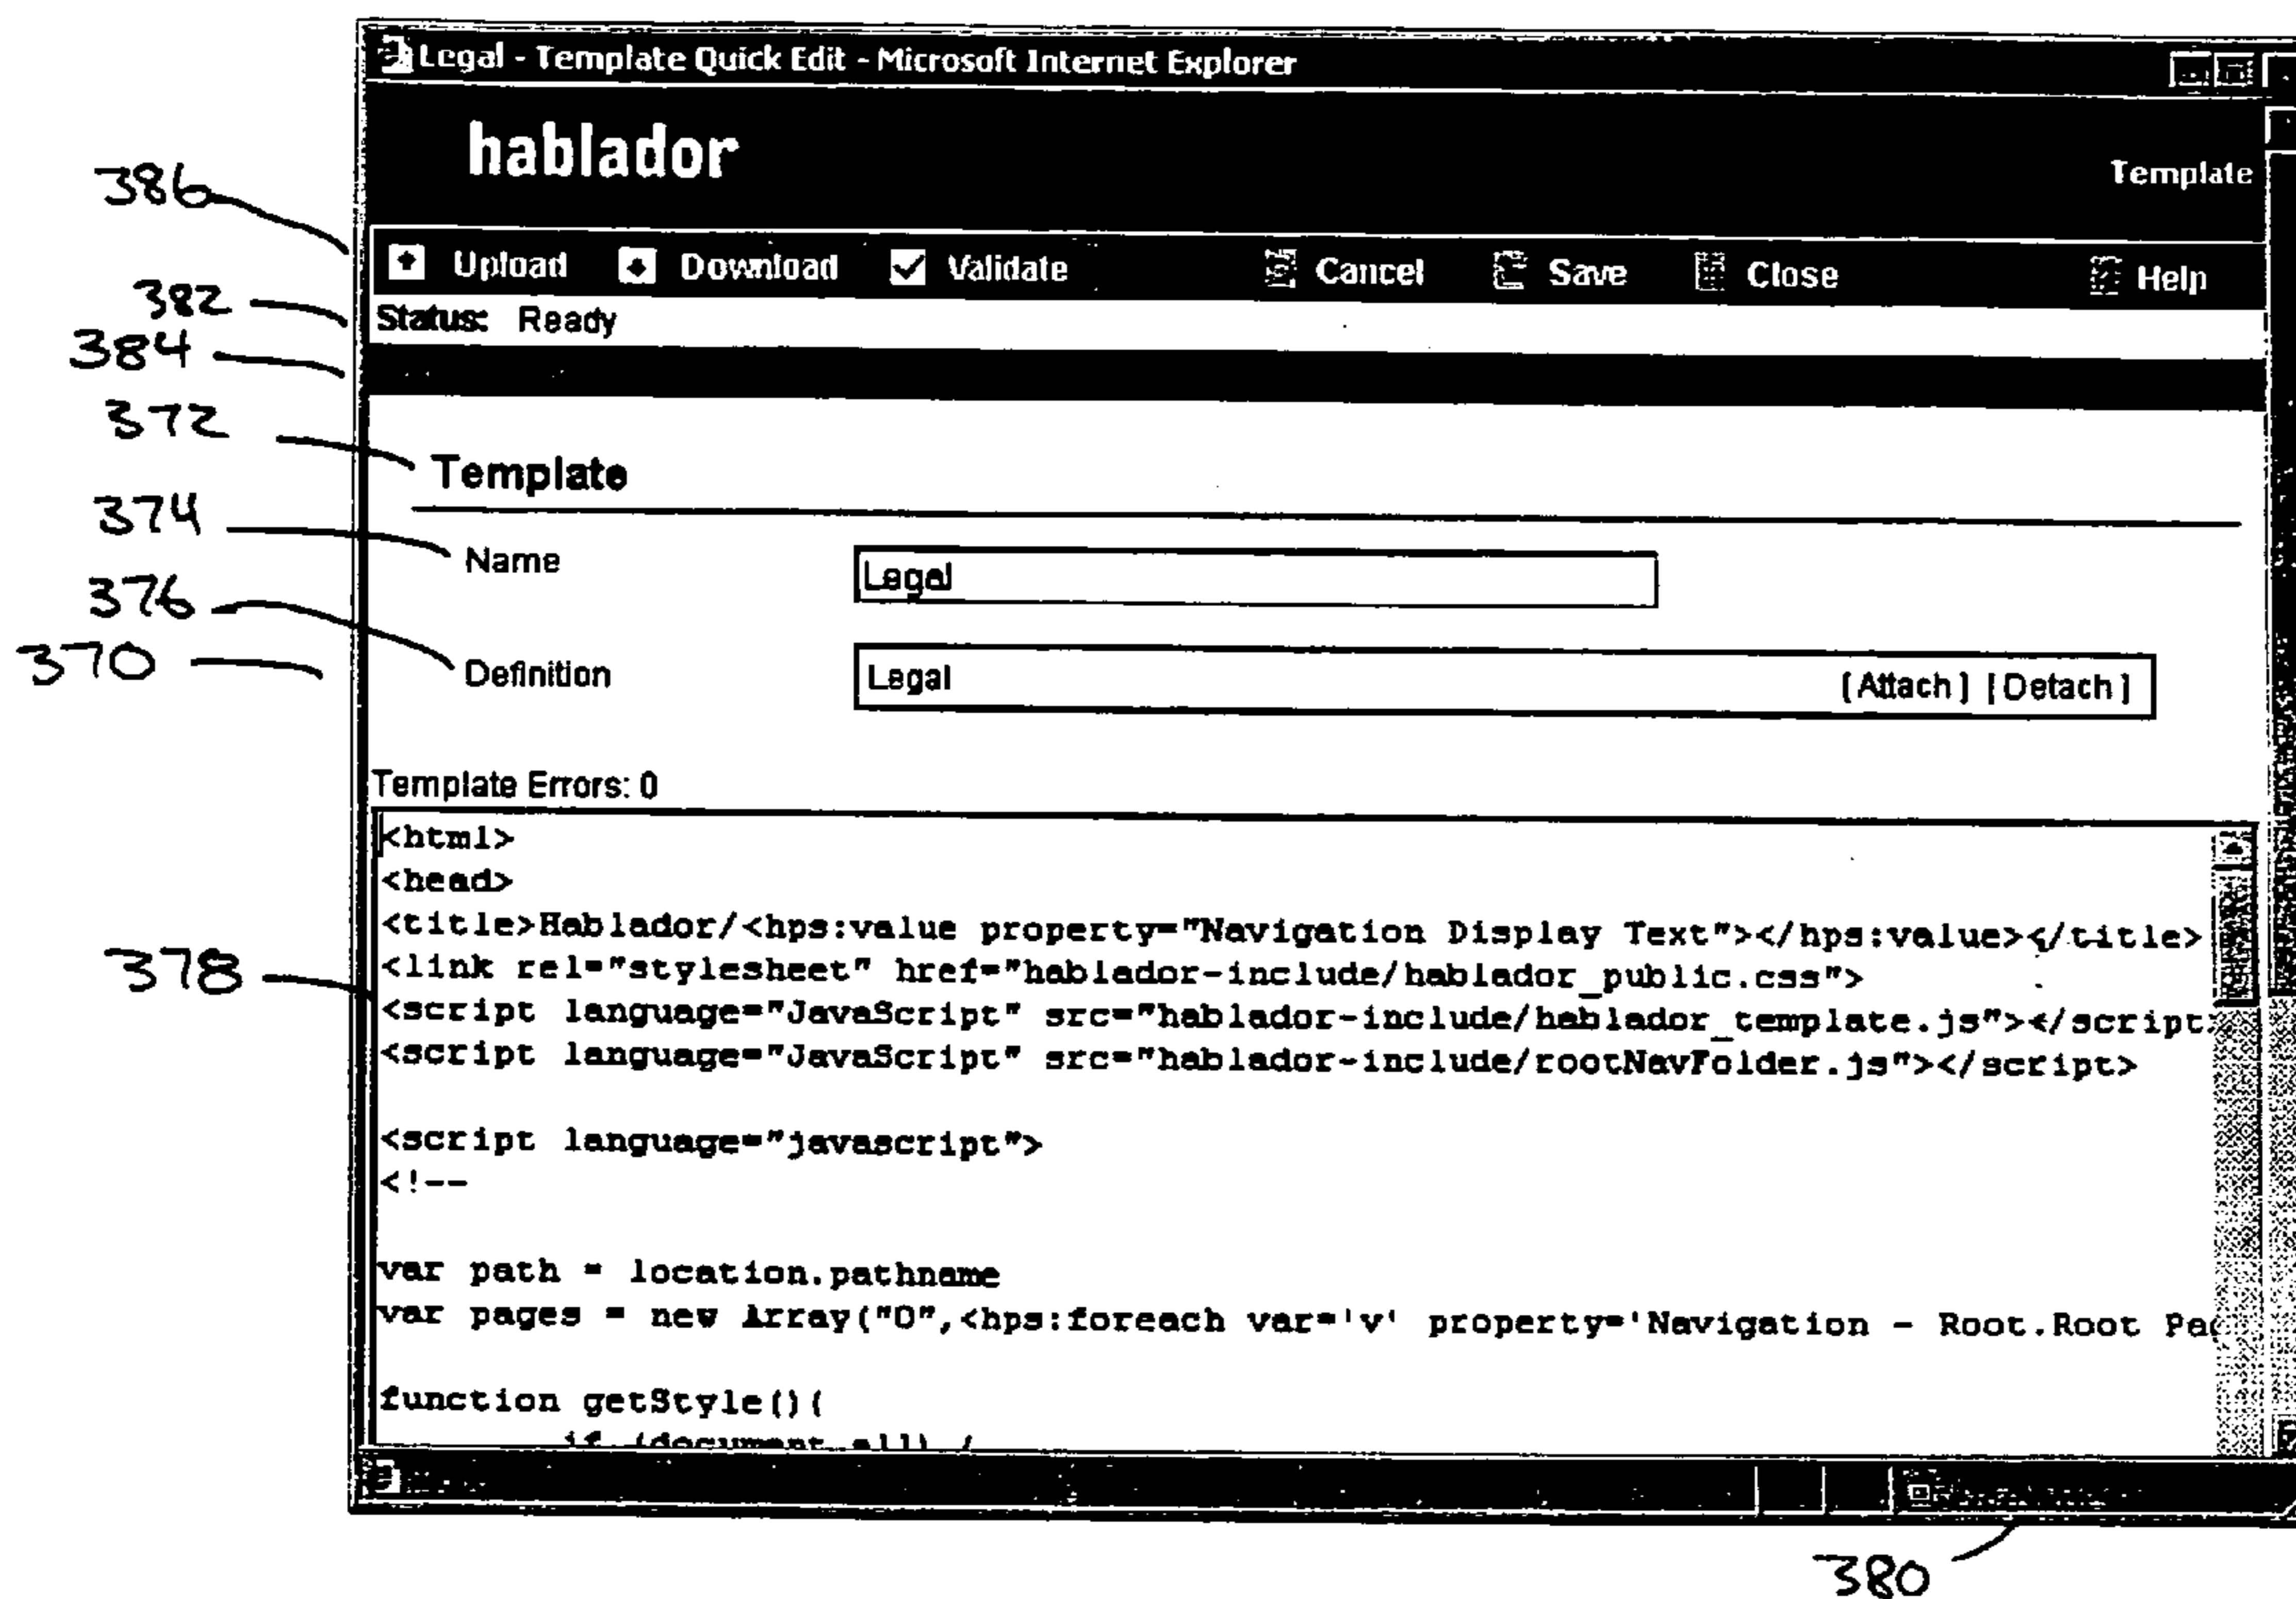 Legal - Template Quick Edit - Microsoft Internet Explorer
hablador
Template
386
Upload Download Validate Cancel Save Close Help
382
Status: Ready
384
372
Template
374
Name Legal
376
370
Definition Legal [Attach] [Detach]
Template Errors: 0
<html>
<head>
<title>Hablador/<hps:value property="Navigation Display Text"></hps:value></title>
378
<link rel="stylesheet" href="hablador-include/hablador_public.css">
<script language="JavaScript" src="hablador-include/hablador_template.js"></script>
<script language="JavaScript" src="hablador-include/rootNavFolder.js"></script>
<script language="javascript">
<!--
var path = location.pathname
var pages = new Array("0",<hps:foreach var='v' property='Navigation - Root.Root Pag
function getStyle(){
if (document.all) {
380